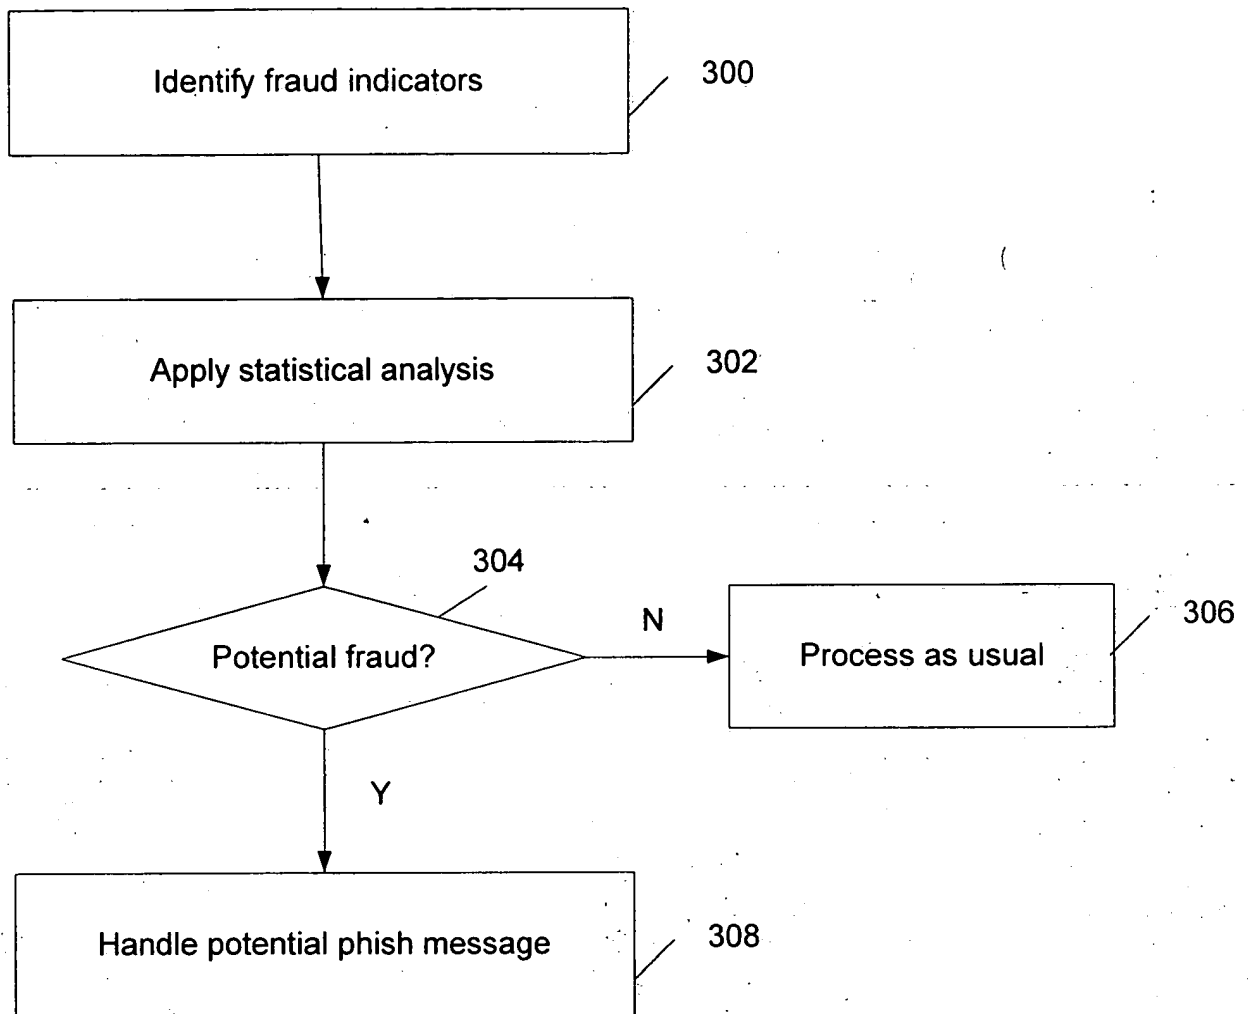 Identify fraud indicators
300
Apply statistical analysis
302
304
Potential fraud?
N
Process as usual
306
Y
Handle potential phish message
308